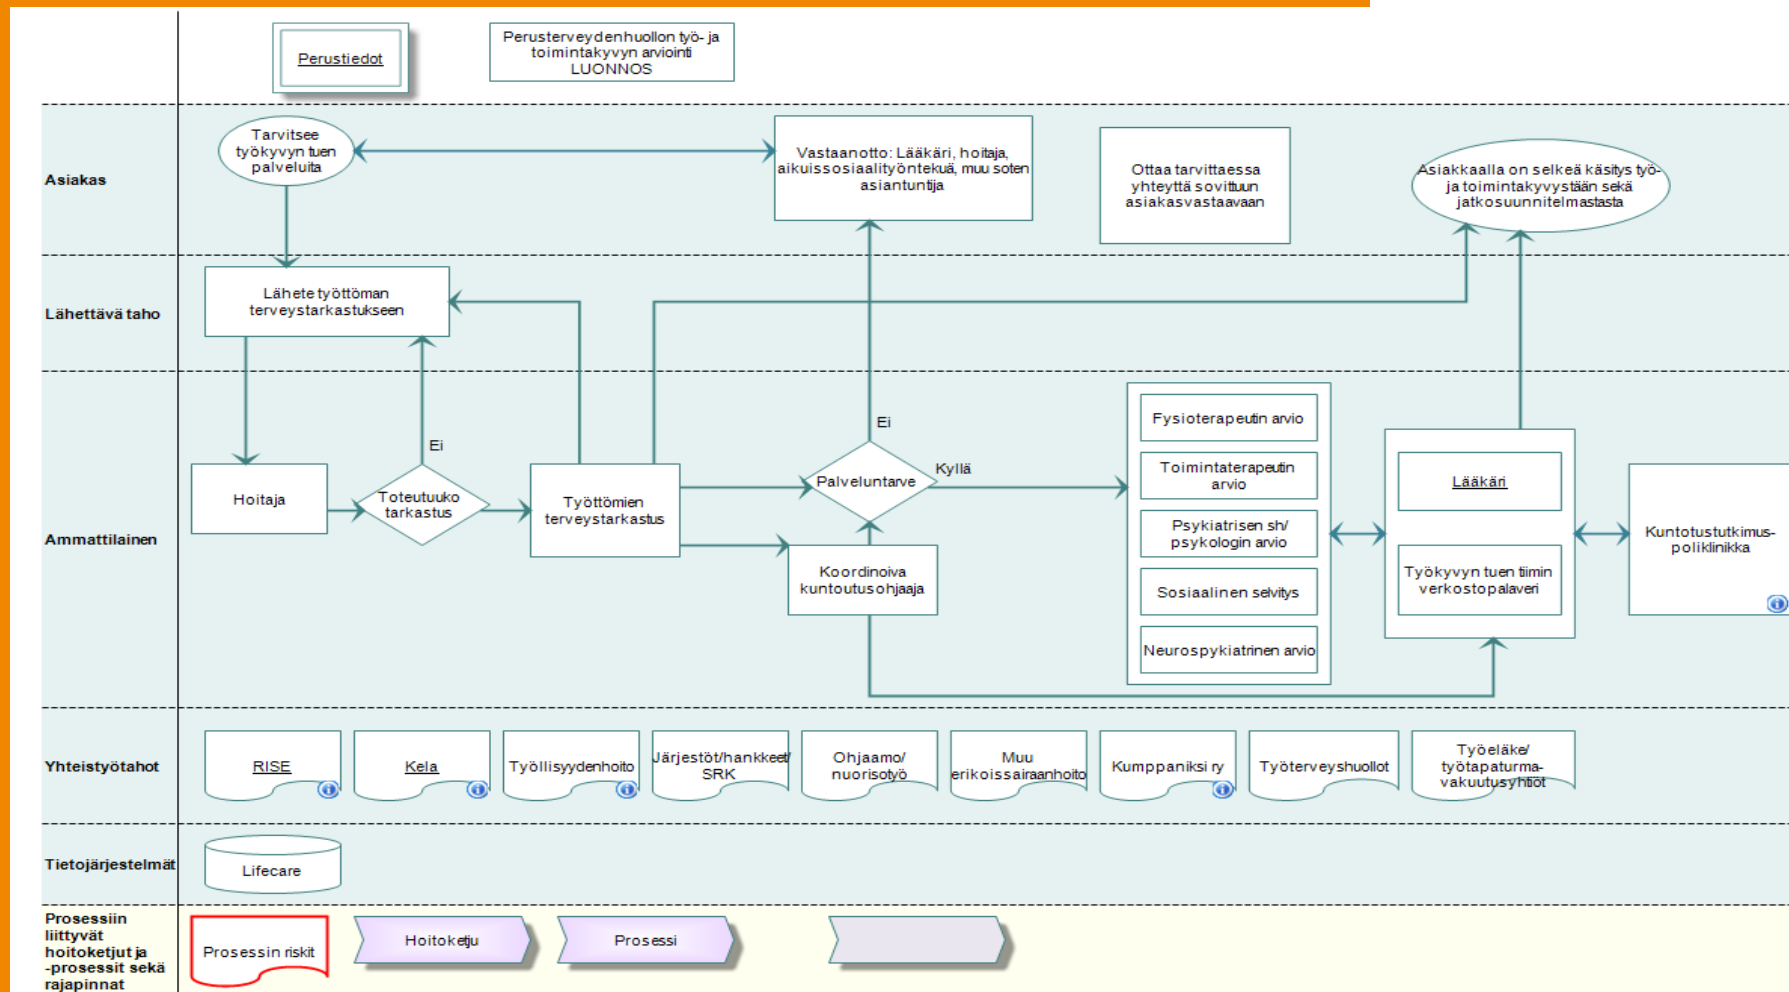 Perustiedot
Perusterveydenhuollon työ- ja
toimintakyvyn arviointi
LUONNOS
Asiakas
Tarvitsee
työkyvyn tuen
palveluita
Vastaanotto: Lääkäri, hoitaja,
aikuissosiaalityöntekuä, muu soten
asiantuntija
Ottaa tarvittaessa
yhteyttä sovittuun
asiakasvastaavaan
Asiakkaalla on selkeä käsitys työ-
ja toimintakyvystään sekä
jatkosuunnitelmastasta
Lähettävä taho
Lähete työttömän
terveystarkastukseen
Ammattilainen
Hoitaja
Ei
Toteutuuko
tarkastus
Työttömien
terveystarkastus
Ei
Palveluntarve
Kyllä
Koordinoiva
kuntoutusohjaaja
Fysioterapeutin arvio
Toimintaterapeutin
arvio
Psykiatrisen sh/
psykologin arvio
Sosiaalinen selvitys
Neurospykiatrinen arvio
Lääkäri
Työkyvyn tuen tiimin
verkostopalaveri
Kuntotustutkimus-
poliklinikka
Yhteistyötahot
RISE
Kela
Työllisyydenhoito
Järjestöt/hankkeet/
SRK
Ohjaamo/
nuorisotyö
Muu
erikoissairaanhoito
Kumppaniksi ry
Työterveyshuollot
Työeläke/
työtapaturma-
vakuutusyhtiöt
Tietojärjestelmät
Lifecare
Prosessiin
liittyvät
hoitoketjut ja
-prosessit sekä
rajapinnat
Prosessin riskit
Hoitoketju
Prosessi